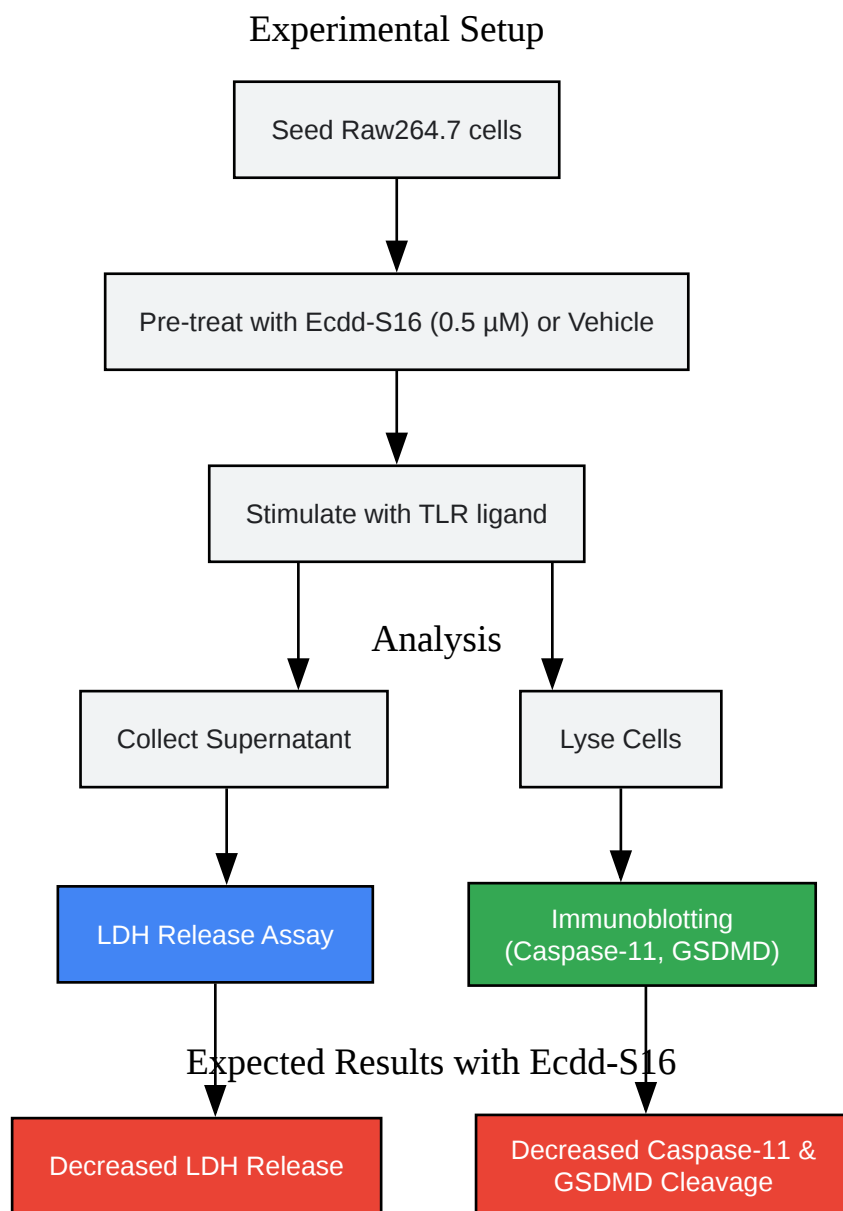 Experimental Setup
Seed Raw264.7 cells
Pre-treat with Ecdd-S16 (0.5 µM) or Vehicle
Stimulate with TLR ligand
Analysis
Collect Supernatant
Lyse Cells
LDH Release Assay
Immunoblotting
(Caspase-11, GSDMD)
Expected Results with Ecdd-S16
Decreased LDH Release
Decreased Caspase-11 &
GSDMD Cleavage